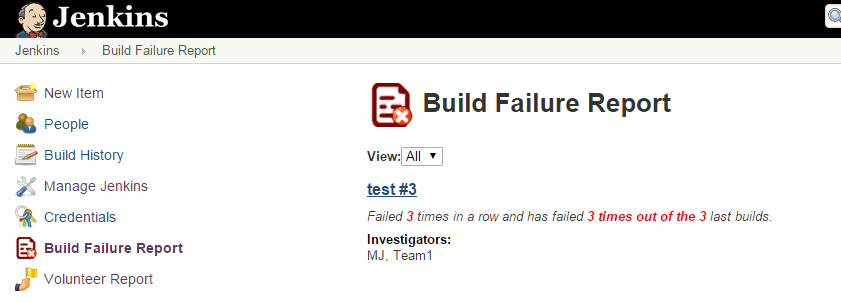 Jenkins
Jenkins Build Failure Report
New Item
People
Build History
Manage Jenkins
Credentials
Build Failure Report
Volunteer Report
Build Failure Report
View: All
test #3
Failed 3 times in a row and has failed 3 times out of the 3 last builds.
Investigators:
MJ, Team1